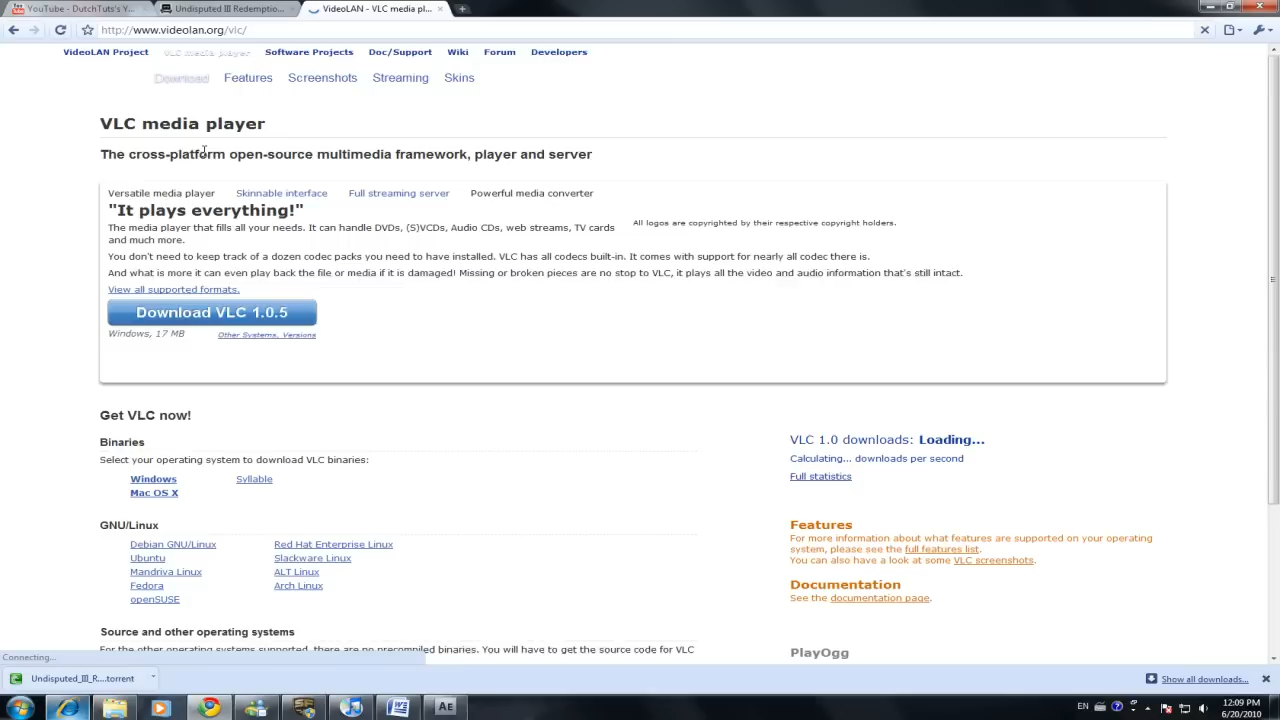 YouTube - DutchTuts's Y...
Undisputed III Redemption...
VideoLAN - VLC media pl...
http://www.videolan.org/vlc/
VideoLAN Project VLC media player Software Projects Doc/Support Wiki Forum Developers
Download Features Screenshots Streaming Skins
VLC media player
The cross-platform open-source multimedia framework, player and server
Versatile media player Skinnable interface Full streaming server Powerful media converter
"It plays everything!"
The media player that fills all your needs. It can handle DVDs, (S)VCDs, Audio CDs, web streams, TV cards
and much more.
All logos are copyrighted by their respective copyright holders.
You don't need to keep track of a dozen codec packs you need to have installed. VLC has all codecs built-in. It comes with support for nearly all codec there is.
And what is more it can even play back the file or media if it is damaged! Missing or broken pieces are no stop to VLC, it plays all the video and audio information that's still intact.
View all supported formats.
Download VLC 1.0.5
Windows, 17 MB Other Systems, Versions
Get VLC now!
Binaries
Select your operating system to download VLC binaries:
Windows Syllable
Mac OS X
GNU/Linux
Debian GNU/Linux Red Hat Enterprise Linux
Ubuntu Slackware Linux
Mandriva Linux ALT Linux
Fedora Arch Linux
openSUSE
Source and other operating systems
For the other operating systems supported, there are no precompiled binaries. You will have to get the source code for VLC
VLC 1.0 downloads: Loading...
Calculating... downloads per second
Full statistics
Features
For more information about what features are supported on your operating
system, please see the full features list.
You can also have a look at some VLC screenshots.
Documentation
See the documentation page.
PlayOgg
Connecting...
Undisputed_III_R....torrent
Show all downloads...
Ae
EN
12:09 PM
6/20/2010